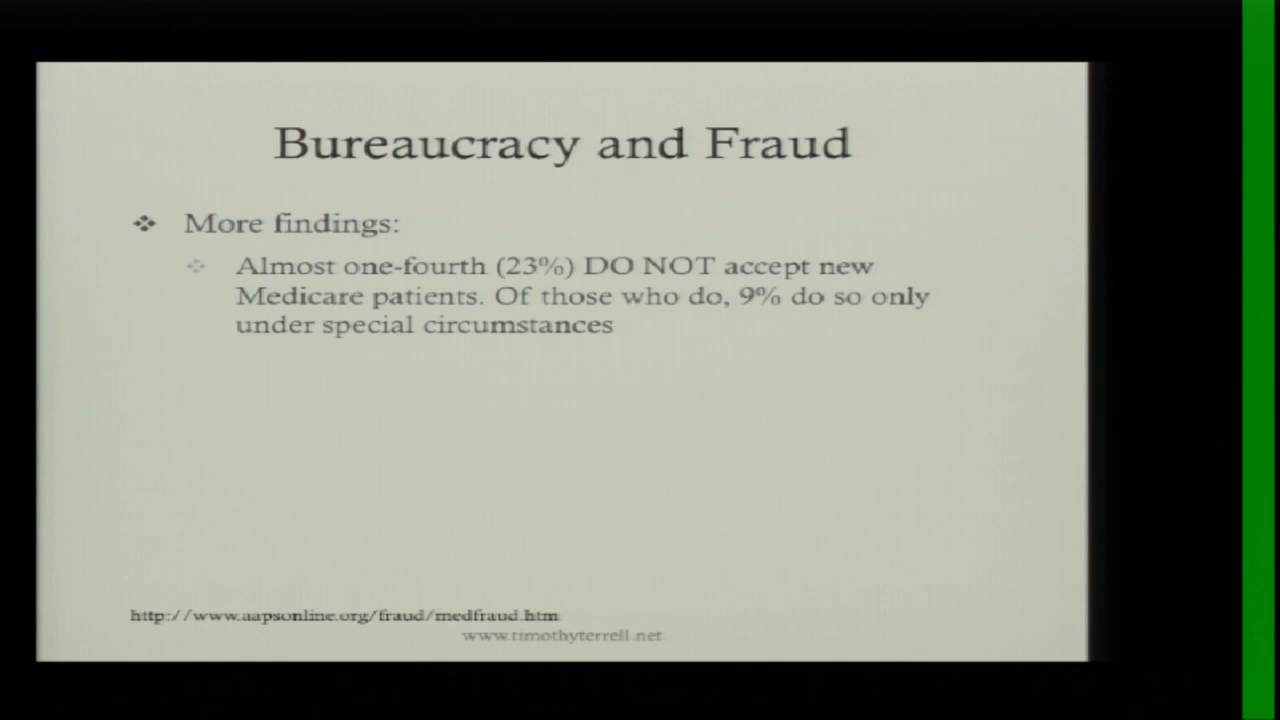 Bureaucracy and Fraud
More findings:
Almost one-fourth (23%) DO NOT accept new
Medicare patients. Of those who do, 9% do so only
under special circumstances
http://www.aapsonline.org/fraud/medfraud.htm
www.timothyterrell.net